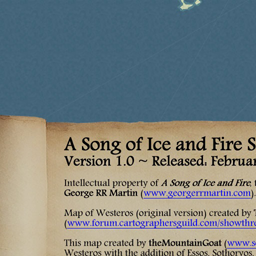 A Song of Ice and Fire S
Version 1.0 ~ Released: Februar
Intellectual property of A Song of Ice and Fire,
George RR Martin (www.georgerrmartin.com).
Map of Westeros (original version) created by
(www.forum.cartographersguild.com/showthr
This map created by theMountainGoat (www.s
Westeros with the addition of Essos, Sothoryos,